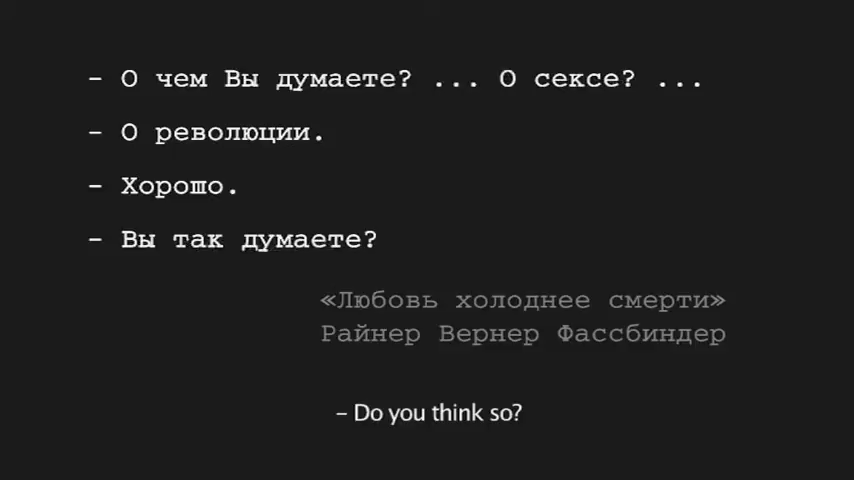 - О чем Вы думаете? ... О сексе? ...
- О революции.
- Хорошо.
- Вы так думаете?
«Любовь холоднее смерти»
Райнер Вернер Фассбиндер
– Do you think so?